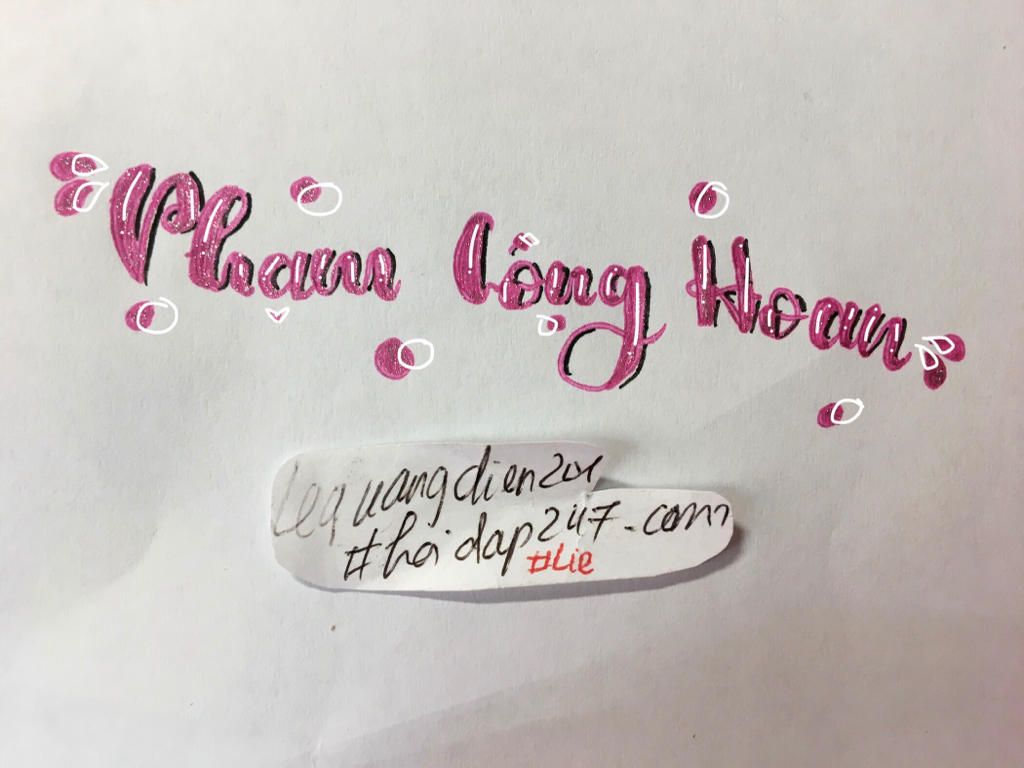 Phạm Công Hoan
lequangdien201
#hoidap247.com
#Lie